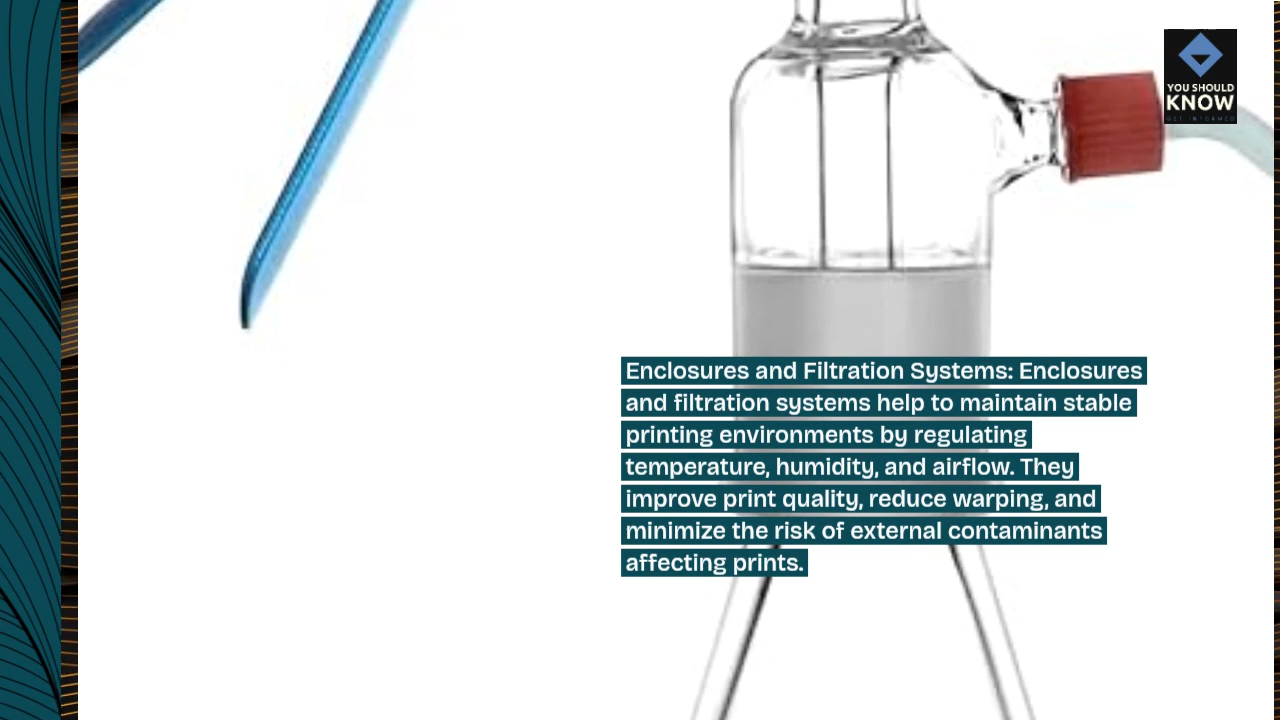 YOU SHOULD
KNOW
GET INFORMED
Enclosures and Filtration Systems: Enclosures
and filtration systems help to maintain stable
printing environments by regulating
temperature, humidity, and airflow. They
improve print quality, reduce warping, and
minimize the risk of external contaminants
affecting prints.